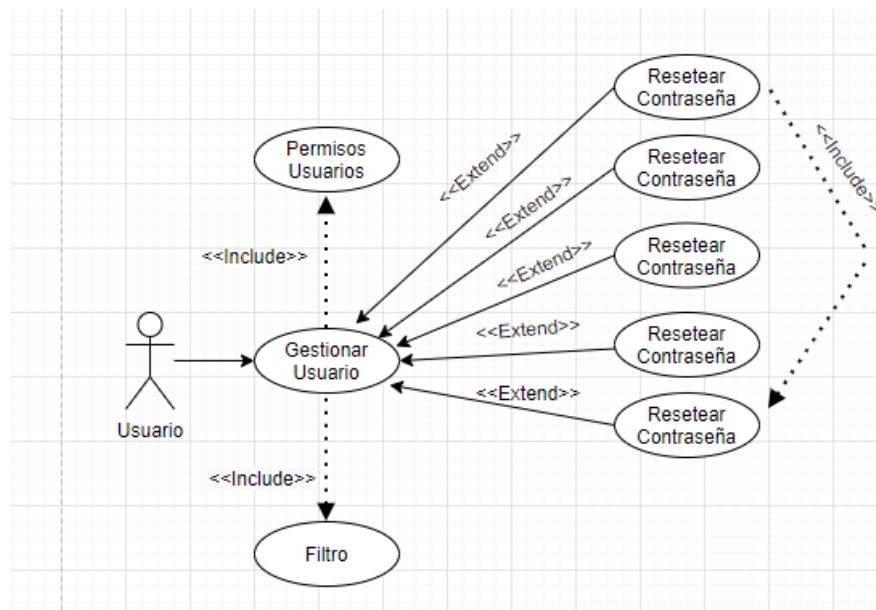 Resetear
Contraseña
<<Extend>>
<<Include>>
Permisos
Usuarios
Resetear
Contraseña
<<Extend>>
<<Include>>
Resetear
Contraseña
<<Extend>>
Gestionar
Usuario
<<Extend>>
Resetear
Contraseña
<<Extend>>
Resetear
Contraseña
Usuario
<<Include>>
Filtro